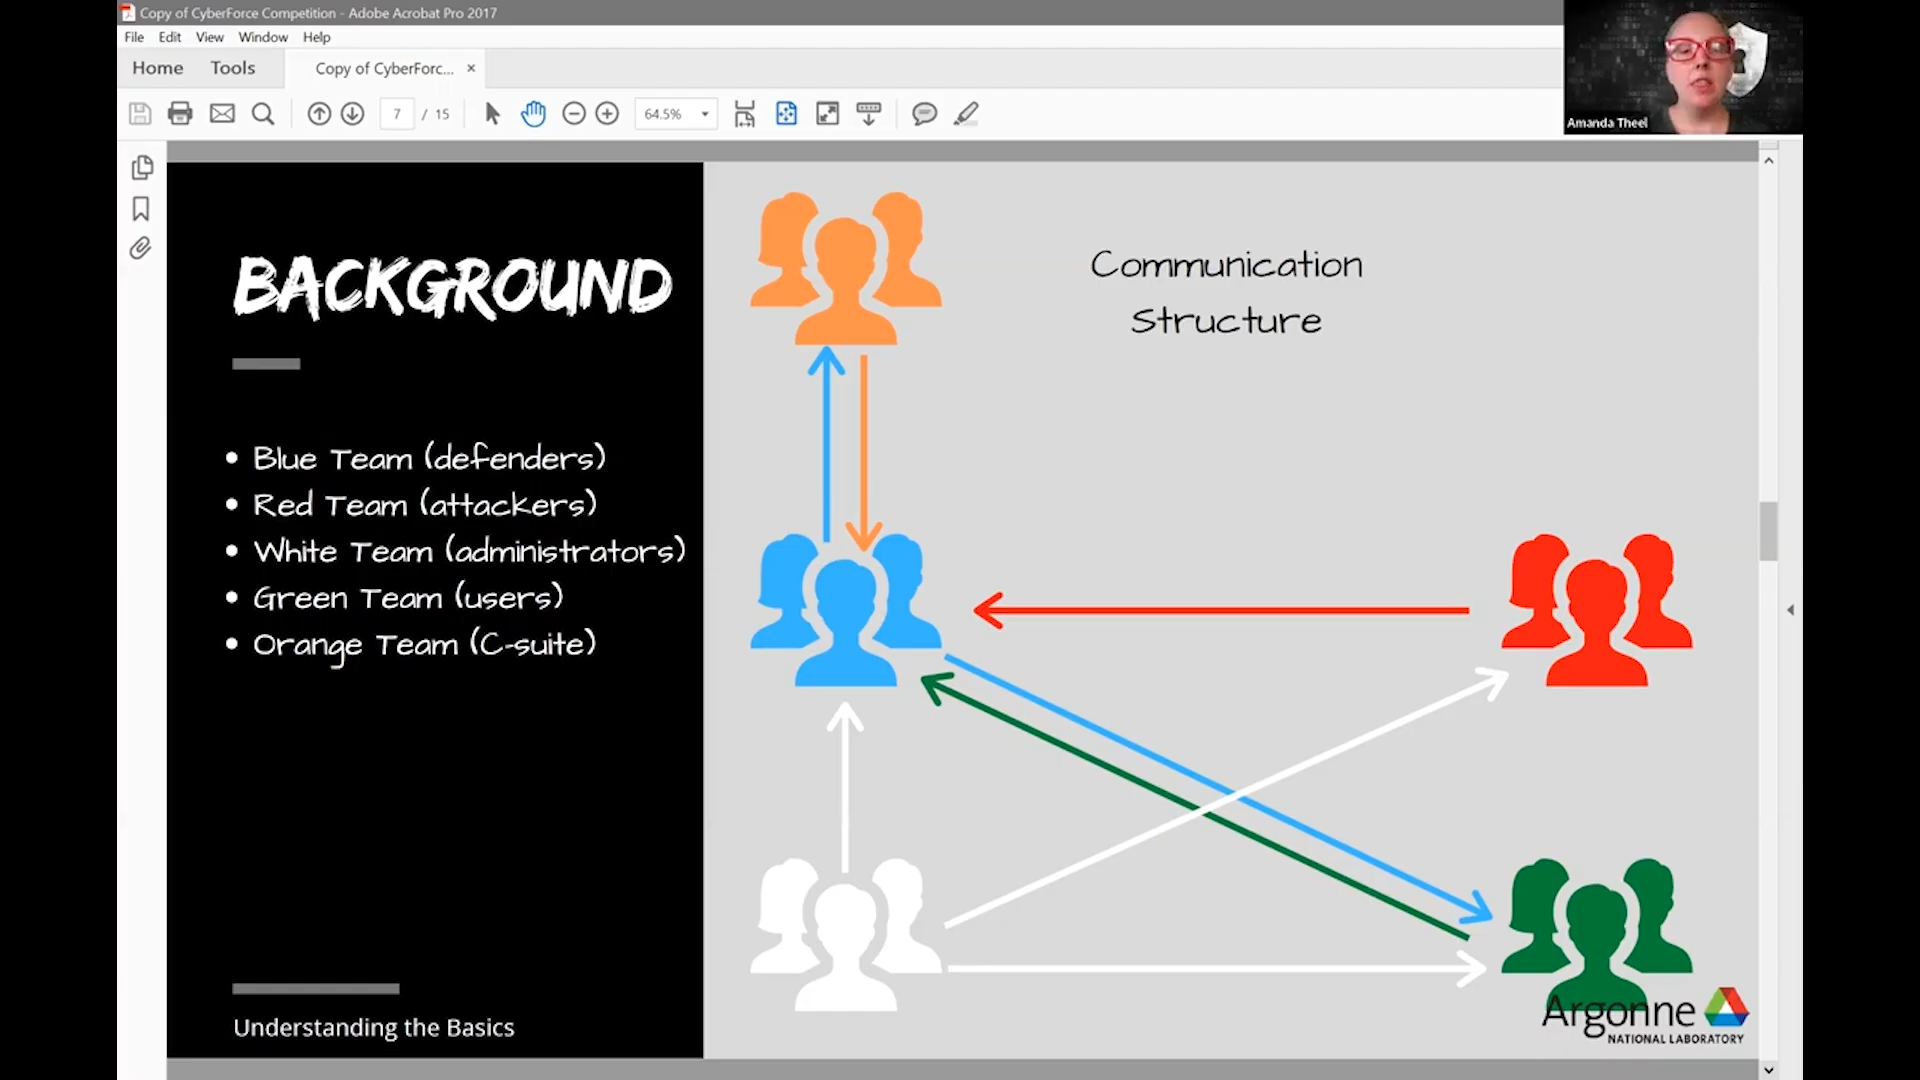 Copy of CyberForce Competition - Adobe Acrobat Pro 2017
File Edit View Window Help
Home Tools Copy of CyberForc... ×
7 / 15 64.5%
Amanda Theel
BACKGROUND
Blue Team (defenders)
Red Team (attackers)
White Team (administrators)
Green Team (users)
Orange Team (C-suite)
Understanding the Basics
Communication
Structure
Argonne
NATIONAL LABORATORY